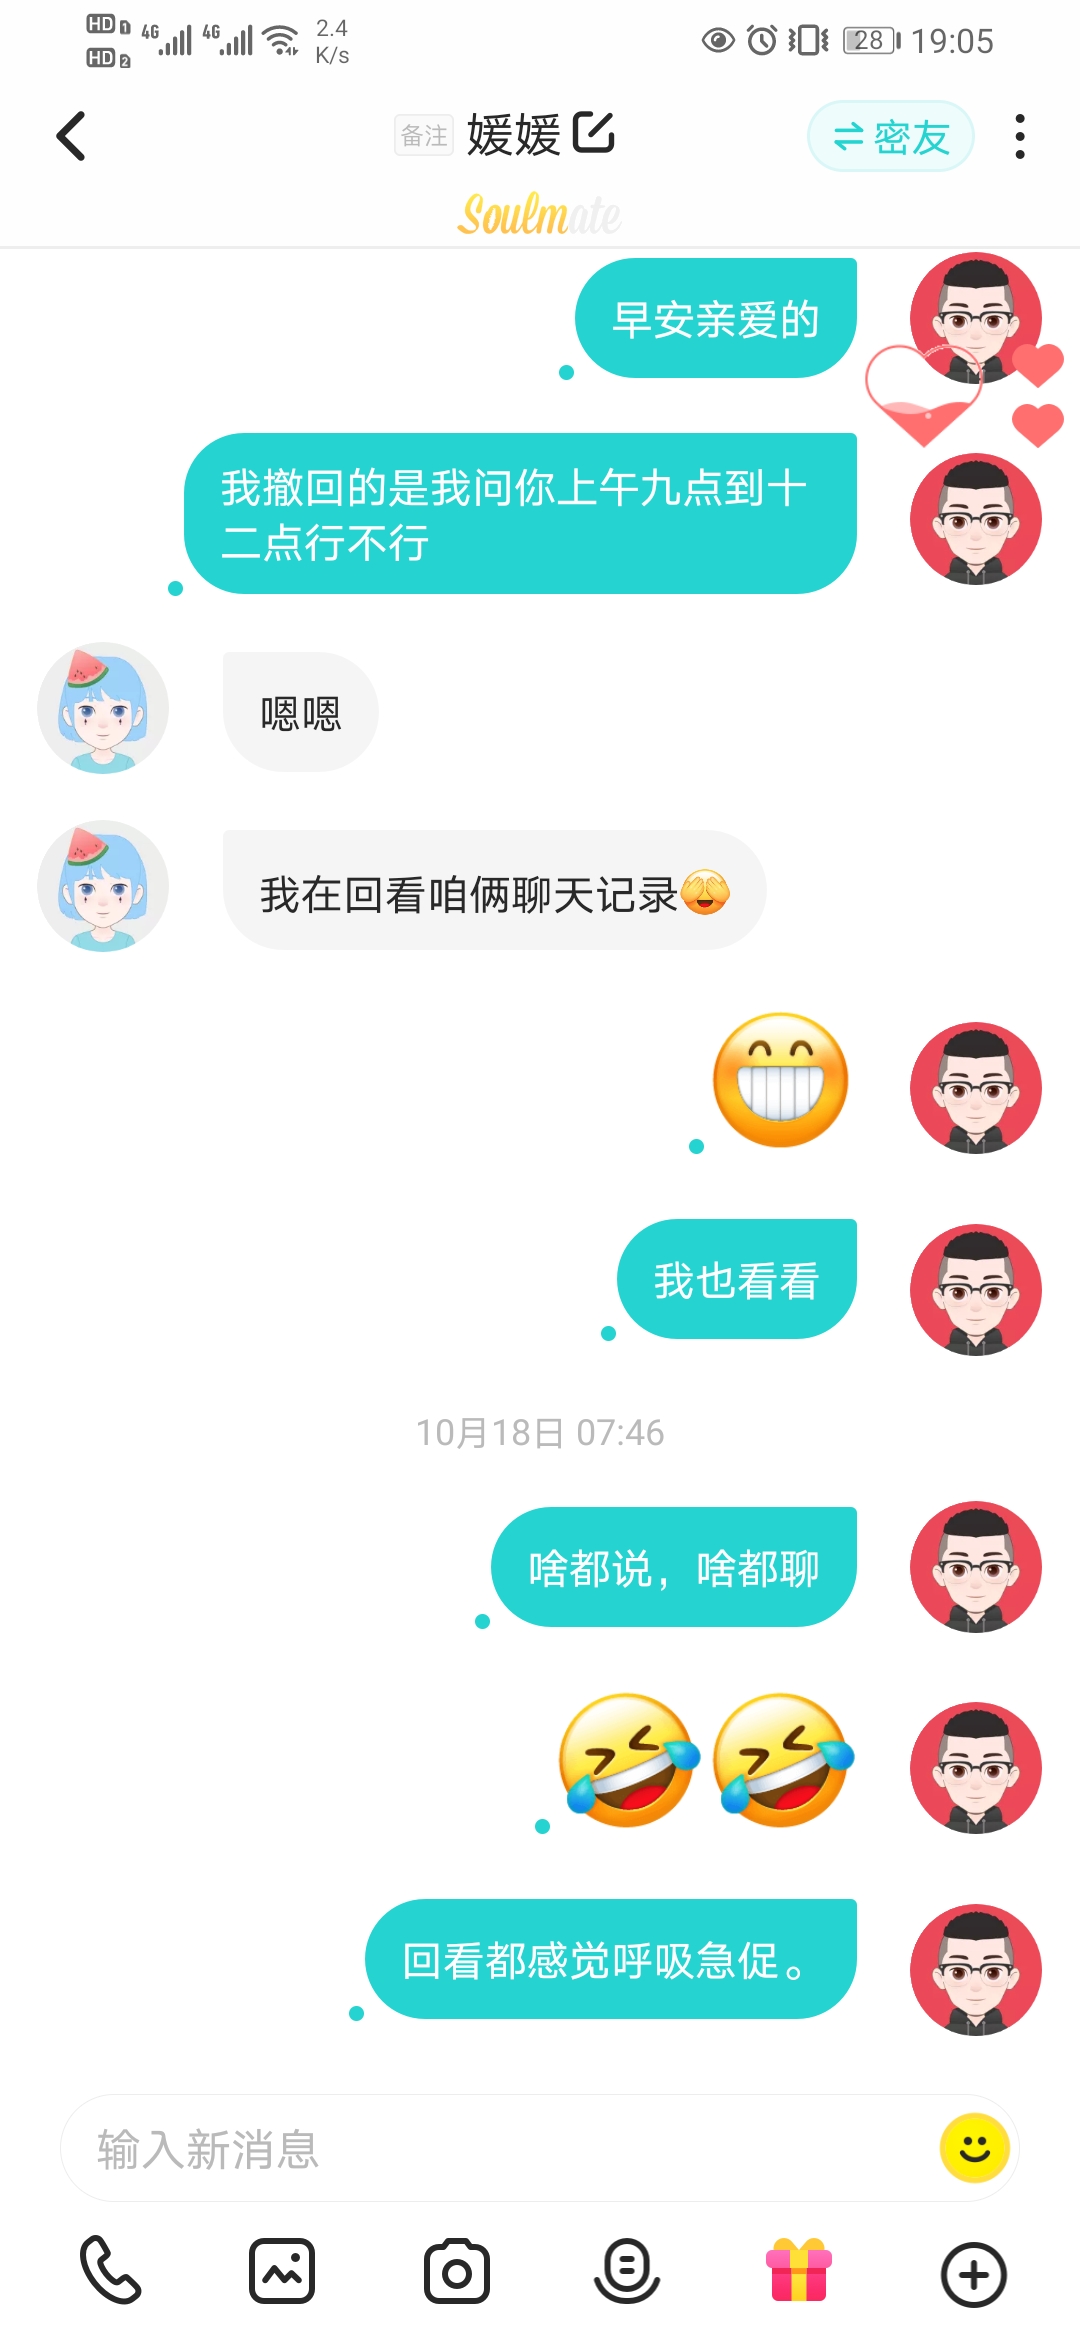 HD 1 4G 4G 2.4
HD 2 K/s
28 19:05
备注 媛媛 密友
Soulmate
早安亲爱的
我撤回的是我问你上午九点到十
二点行不行
嗯嗯
我在回看咱俩聊天记录🫣
😁
我也看看
10月18日 07:46
啥都说，啥都聊
🤣🤣
回看都感觉呼吸急促。
输入新消息